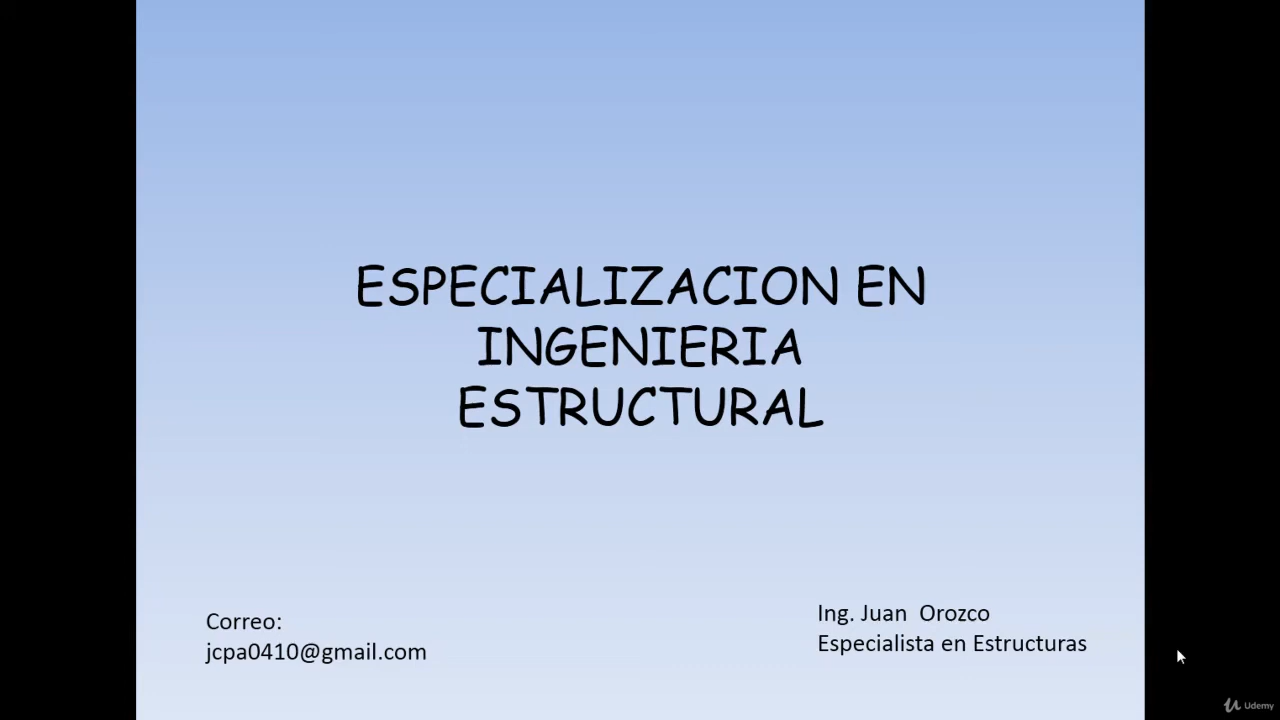 ESPECIALIZACION EN
INGENIERIA
ESTRUCTURAL
Correo:
jcpa0410@gmail.com
Ing. Juan  Orozco
Especialista en Estructuras
Udemy